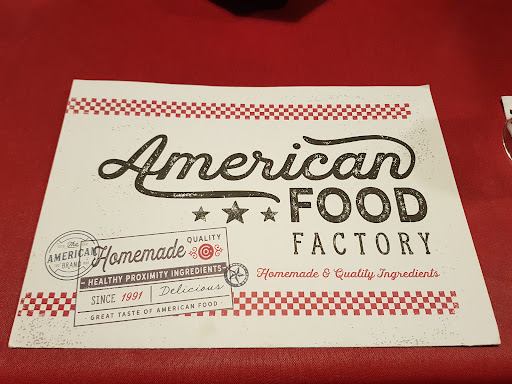 American
FOOD
FACTORY
Homemade & Quality Ingredients
The
AMERICAN
BRAND
Homemade
QUALITY
HEALTHY PROXIMITY INGREDIENTS
SINCE 1991 | Delicious
· GREAT TASTE OF AMERICAN FOOD ·